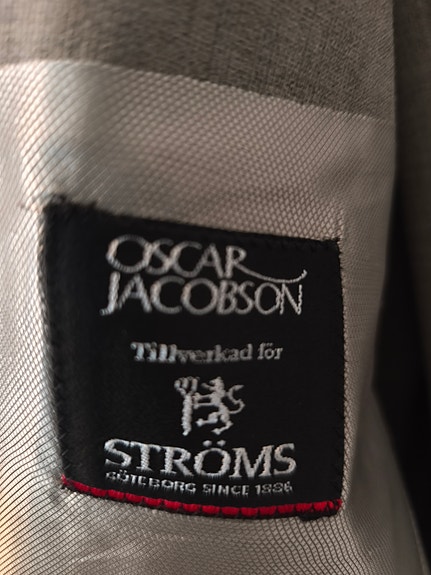 OSCAR
JACOBSON
Tillverkad för
STRÖMS
GÖTEBORG SINCE 1886